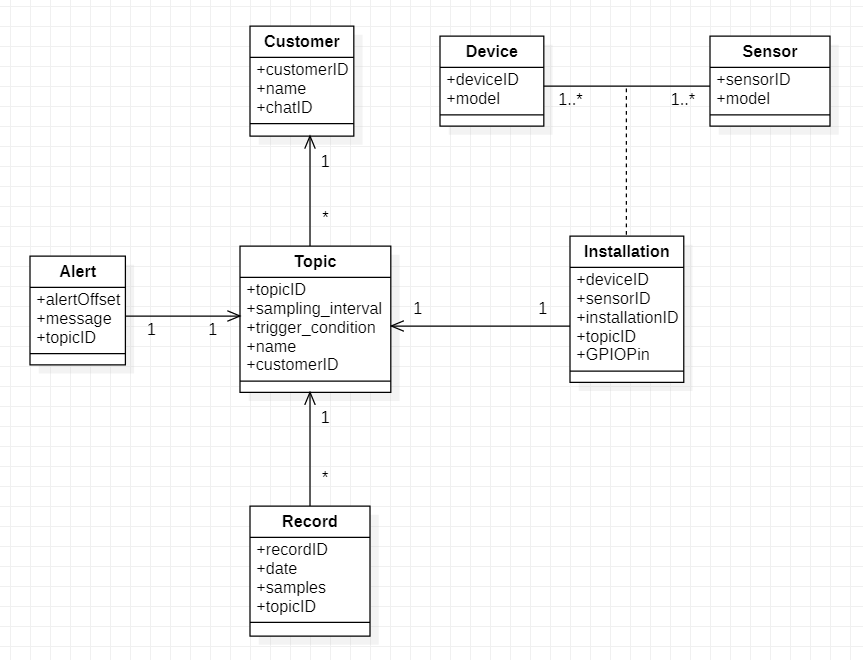 Customer
+customerID
+name
+chatID
Device
+deviceID
+model
Sensor
+sensorID
+model
1..*
1..*
1
*
Alert
+alertOffset
+message
+topicID
Topic
+topicID
+sampling_interval
+trigger_condition
+name
+customerID
Installation
+deviceID
+sensorID
+installationID
+topicID
+GPIOPin
1
1
1
1
1
*
Record
+recordID
+date
+samples
+topicID